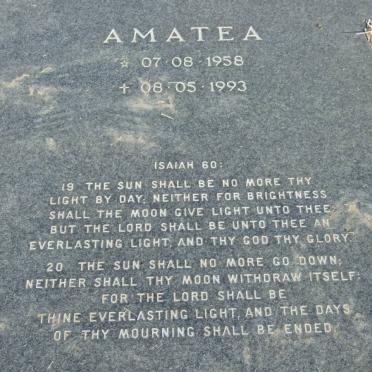 AMATEA
☆ 07·08·1958
✝ 08·05·1993
ISAIAH 60:
19 THE SUN SHALL BE NO MORE THY
LIGHT BY DAY; NEITHER FOR BRIGHTNESS
SHALL THE MOON GIVE LIGHT UNTO THEE:
BUT THE LORD SHALL BE UNTO THEE AN
EVERLASTING LIGHT, AND THY GOD THY GLORY.
20 THE SUN SHALL NO MORE GO DOWN;
NEITHER SHALL THY MOON WITHDRAW ITSELF:
FOR THE LORD SHALL BE
THINE EVERLASTING LIGHT, AND THE DAYS
OF THY MOURNING SHALL BE ENDED.